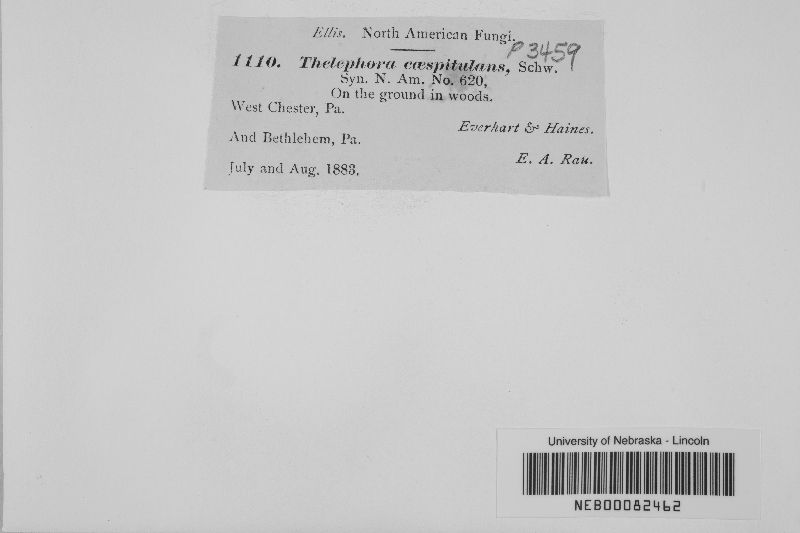 Ellis. North American Fungi.
P 3459
1110. Thelephora cæspitulans, Schw.
Syn. N. Am. No. 620,
On the ground in woods.
West Chester, Pa.
Everhart & Haines.
And Bethlehem, Pa.
E. A. Rau.
July and Aug. 1883.
University of Nebraska - Lincoln
NEB00082462